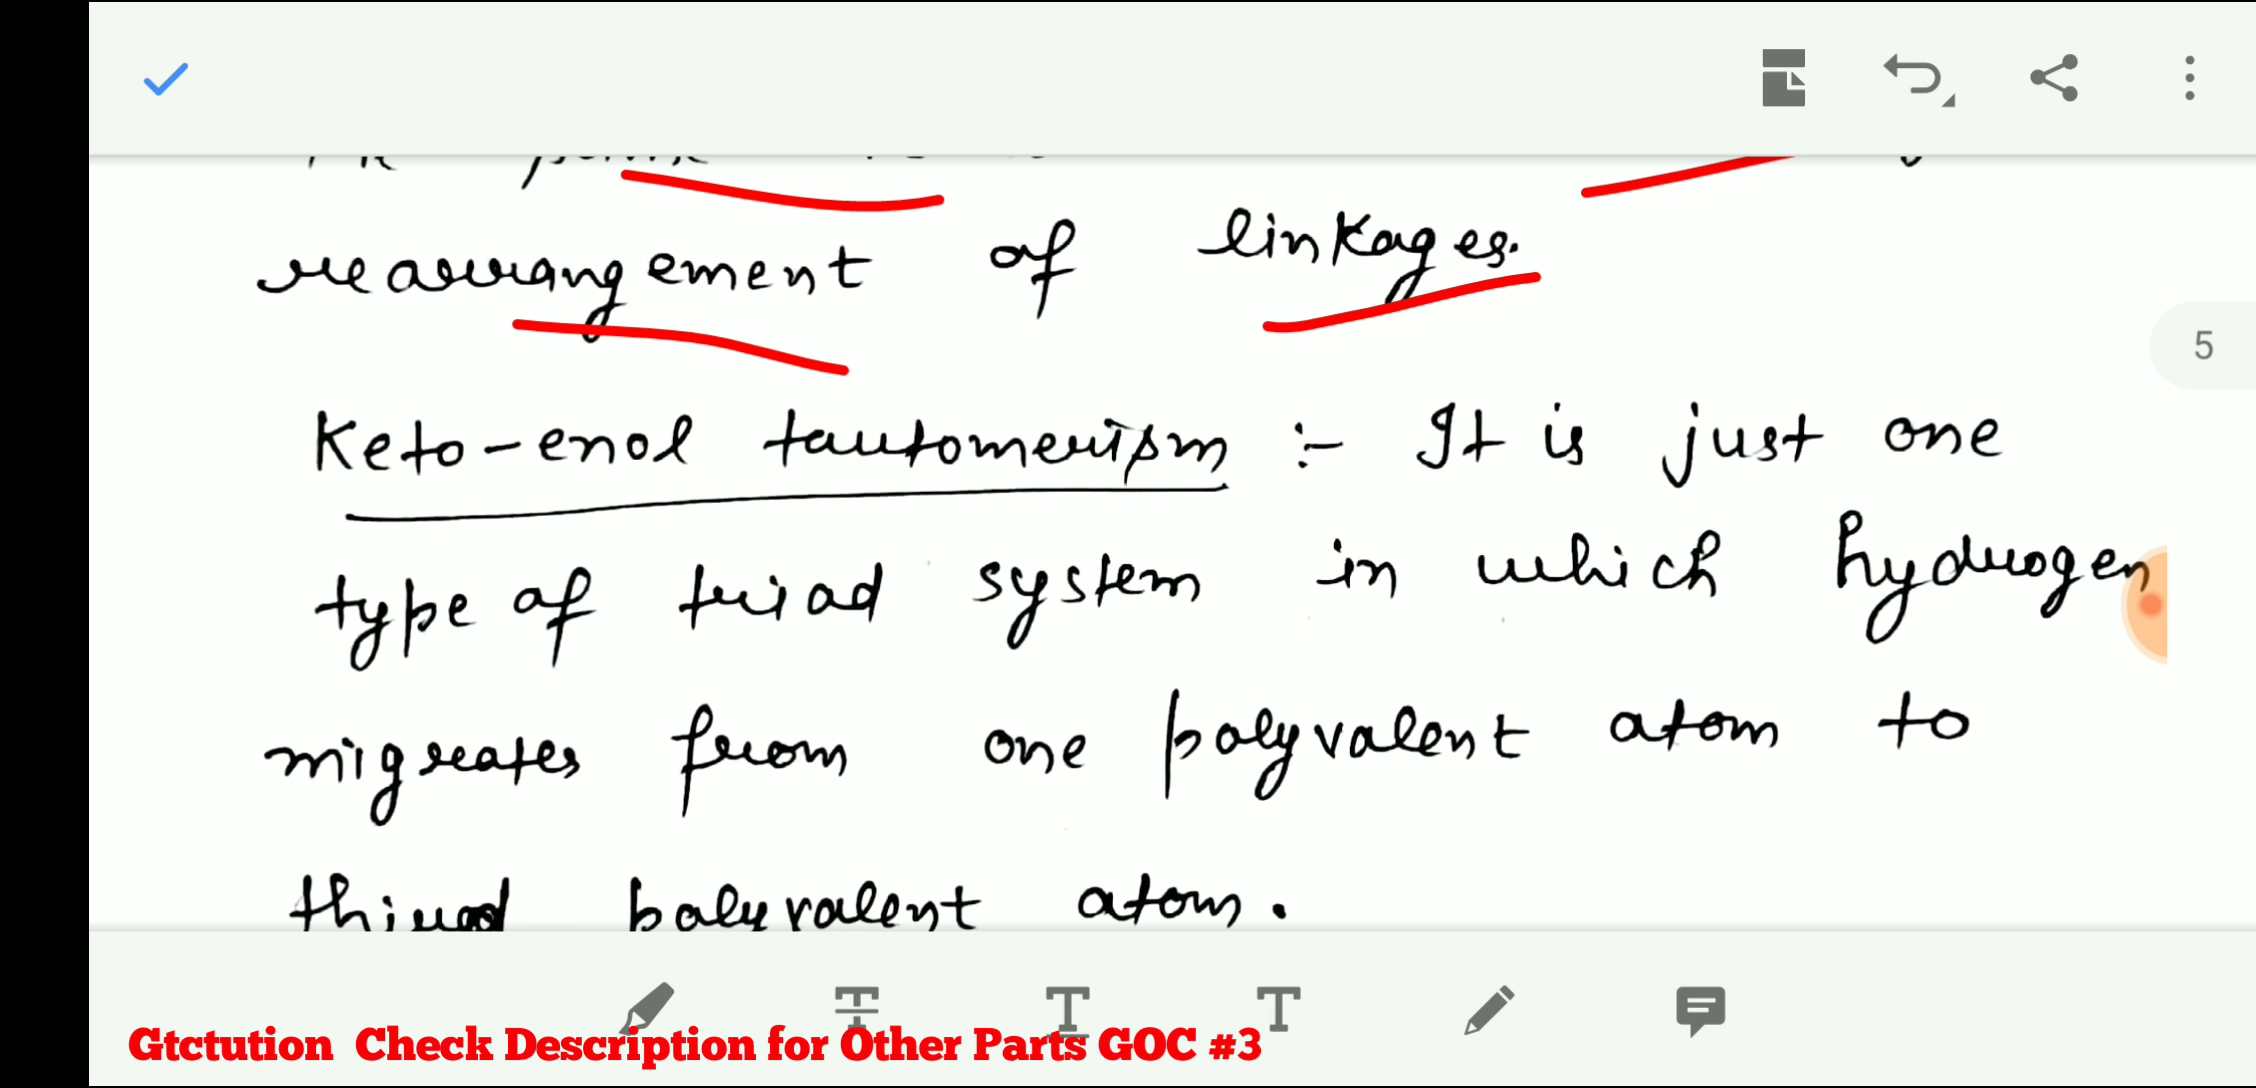 rearrangement of linkages.
5
Keto-enol tautomerism :- It is just one
type of triad system in which hydrogen
migrates from one polyvalent atom to
third polyvalent atom.
Gtctution Check Description for Other Parts GOC #3